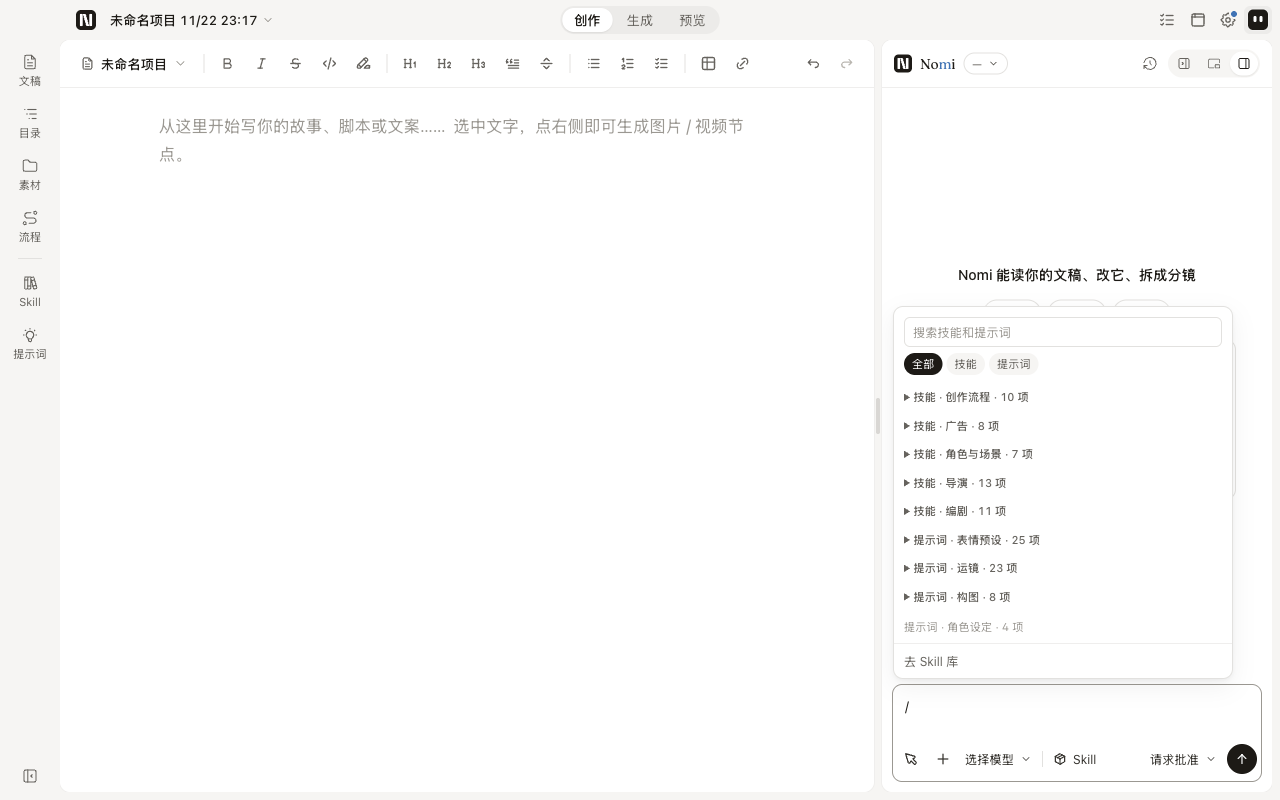 未命名项目 11/22 23:17
创作 生成 预览
文稿
目录
素材
流程
Skill
提示词
未命名项目
B I S H1 H2 H3
Nomi —
从这里开始写你的故事、脚本或文案…… 选中文字，点右侧即可生成图片 / 视频节
点。
Nomi 能读你的文稿、改它、拆成分镜
搜索技能和提示词
全部 技能 提示词
技能 · 创作流程 · 10 项
技能 · 广告 · 8 项
技能 · 角色与场景 · 7 项
技能 · 导演 · 13 项
技能 · 编剧 · 11 项
提示词 · 表情预设 · 25 项
提示词 · 运镜 · 23 项
提示词 · 构图 · 8 项
提示词 · 角色设定 · 4 项
去 Skill 库
/
选择模型 Skill 请求批准